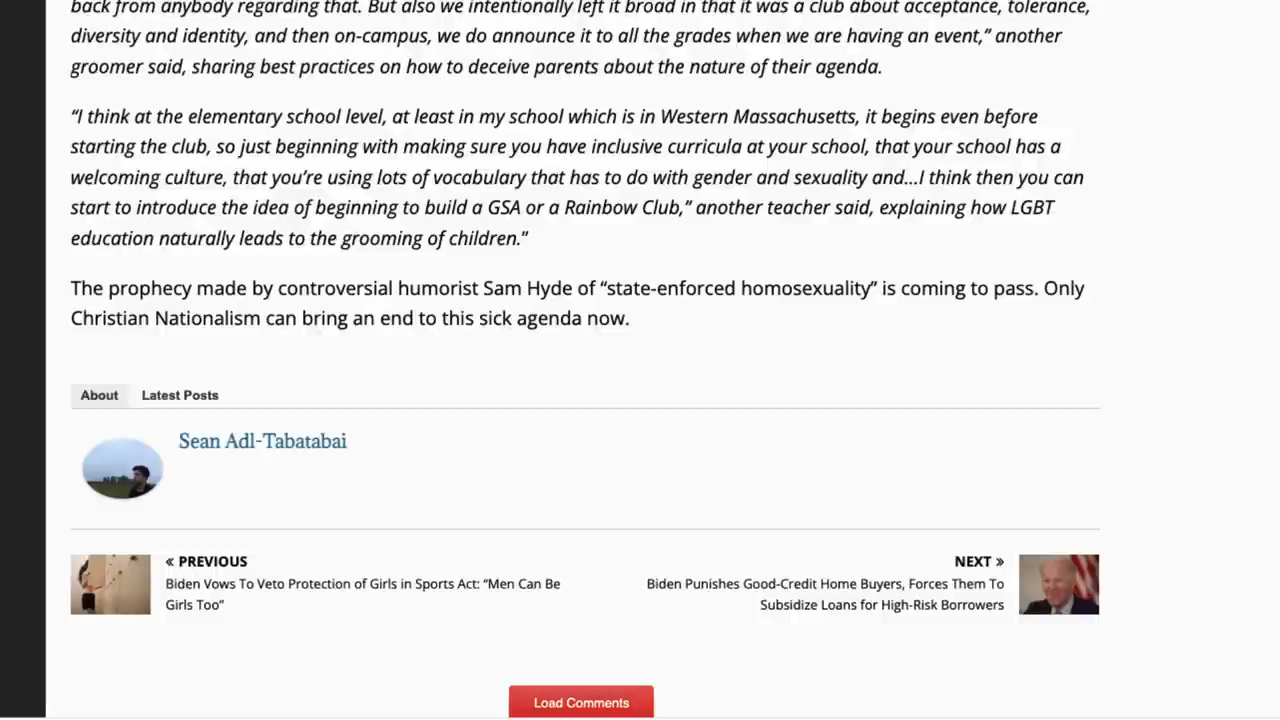 back from anybody regarding that. But also we intentionally left it broad in that it was a club about acceptance, tolerance,
diversity and identity, and then on-campus, we do announce it to all the grades when we are having an event,” another
groomer said, sharing best practices on how to deceive parents about the nature of their agenda.
“I think at the elementary school level, at least in my school which is in Western Massachusetts, it begins even before
starting the club, so just beginning with making sure you have inclusive curricula at your school, that your school has a
welcoming culture, that you’re using lots of vocabulary that has to do with gender and sexuality and…I think then you can
start to introduce the idea of beginning to build a GSA or a Rainbow Club,” another teacher said, explaining how LGBT
education naturally leads to the grooming of children.”
The prophecy made by controversial humorist Sam Hyde of “state-enforced homosexuality” is coming to pass. Only
Christian Nationalism can bring an end to this sick agenda now.
About Latest Posts
Sean Adl-Tabatabai
« PREVIOUS
Biden Vows To Veto Protection of Girls in Sports Act: “Men Can Be
Girls Too”
NEXT »
Biden Punishes Good-Credit Home Buyers, Forces Them To
Subsidize Loans for High-Risk Borrowers
Load Comments